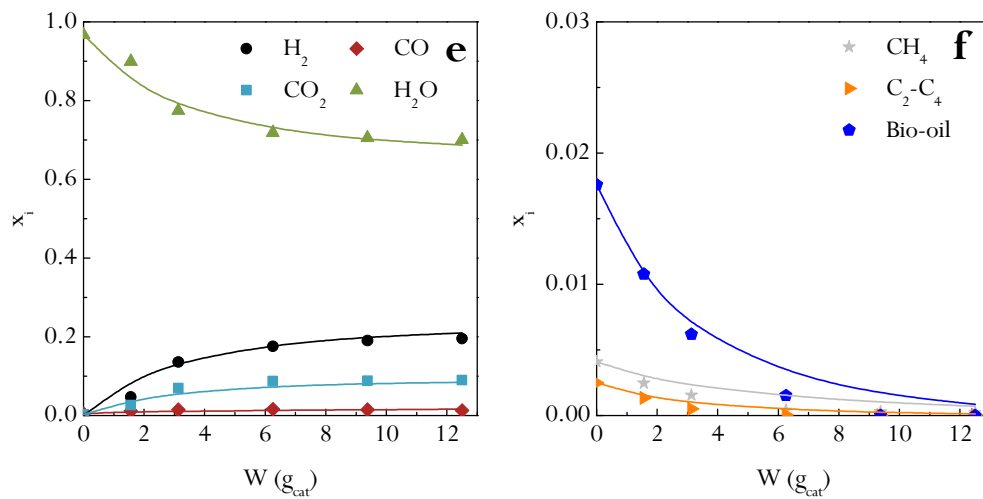 e
H₂
CO
CO₂
H₂O
1.0
0.8
0.6
0.4
0.2
0.0
xᵢ
0 2 4 6 8 10 12
W (g_cat)
f
CH₄
C₂-C₄
Bio-oil
0.03
0.02
0.01
0.00
xᵢ
0 2 4 6 8 10 12
W (g_cat)